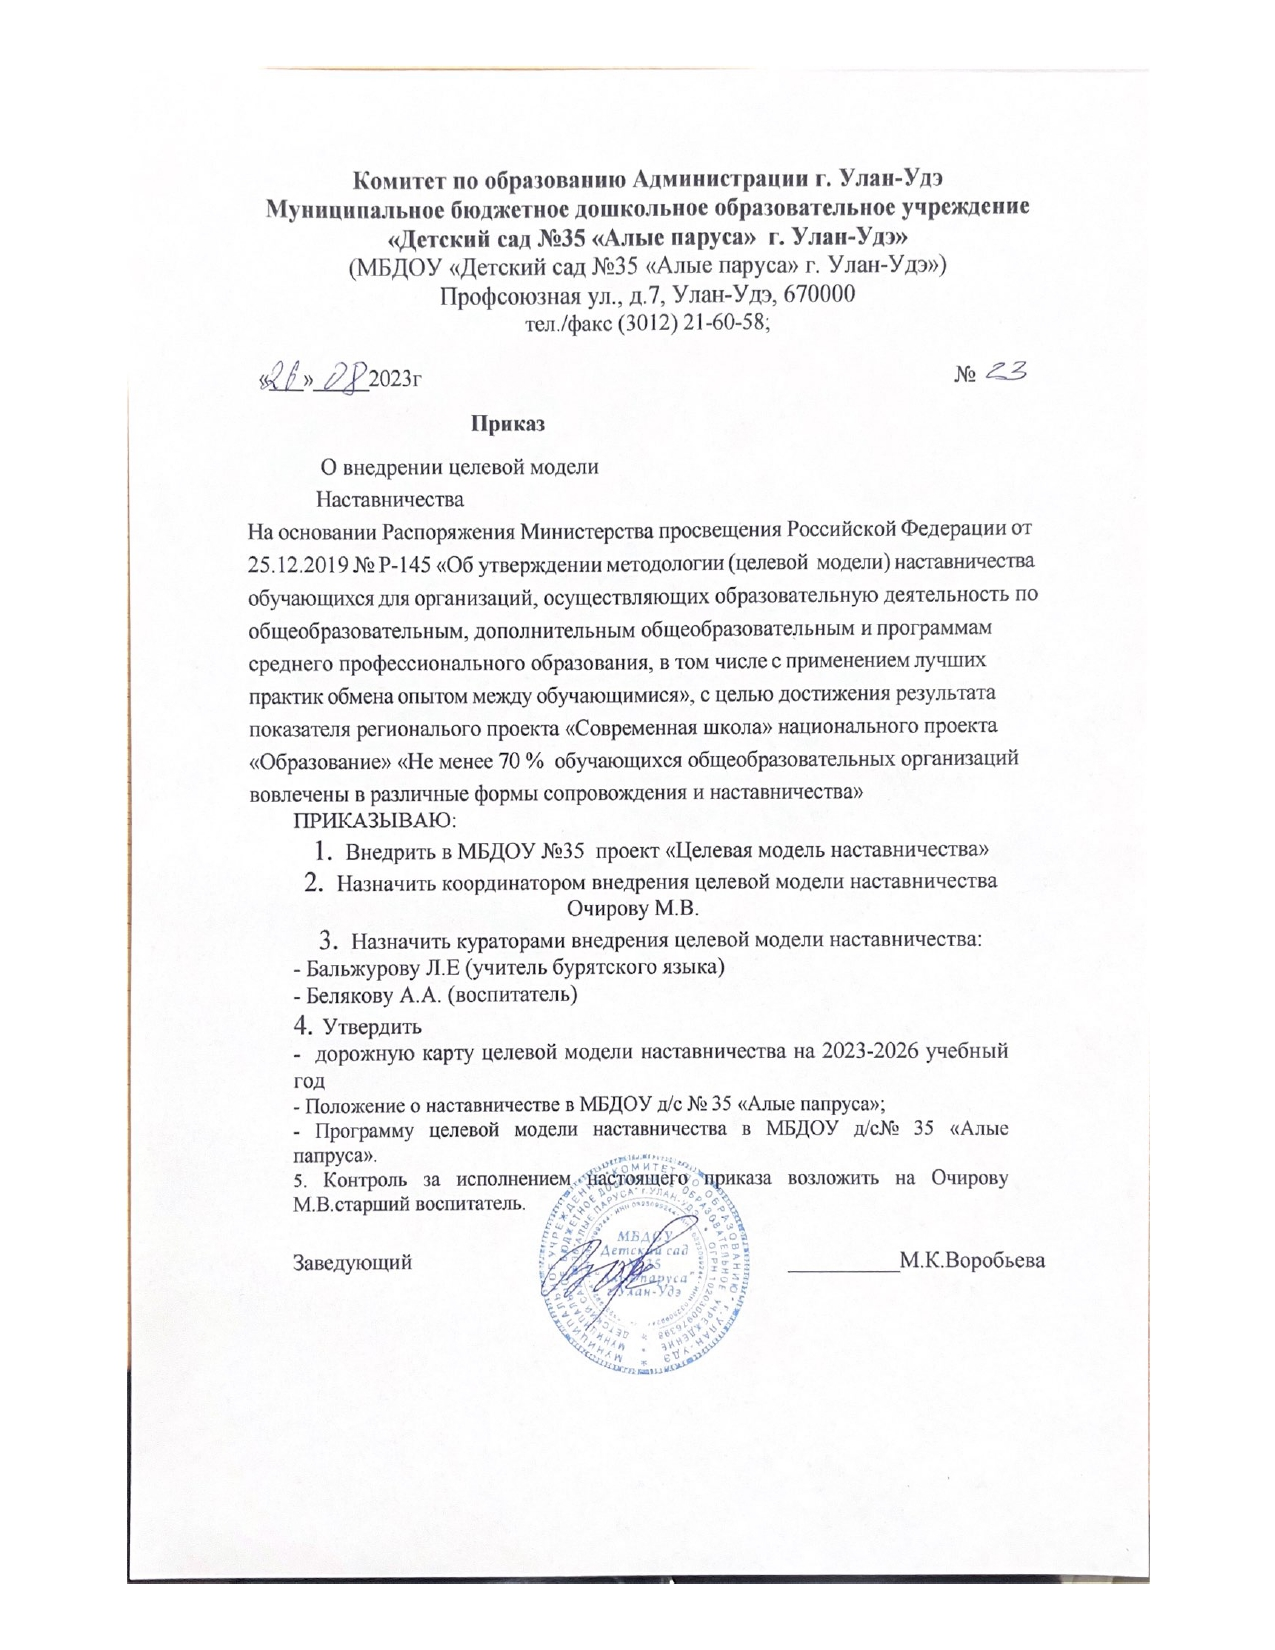 Комитет по образованию Администрации г. Улан-Удэ
Муниципальное бюджетное дошкольное образовательное учреждение
«Детский сад №35 «Алые паруса» г. Улан-Удэ»
(МБДОУ «Детский сад №35 «Алые паруса» г. Улан-Удэ»)
Профсоюзная ул., д.7, Улан-Удэ, 670000
тел./факс (3012) 21-60-58;
«26» 08 2023г № 23
Приказ
О внедрении целевой модели
Наставничества
На основании Распоряжения Министерства просвещения Российской Федерации от
25.12.2019 № Р-145 «Об утверждении методологии (целевой модели) наставничества
обучающихся для организаций, осуществляющих образовательную деятельность по
общеобразовательным, дополнительным общеобразовательным и программам
среднего профессионального образования, в том числе с применением лучших
практик обмена опытом между обучающимися», с целью достижения результата
показателя региональого проекта «Современная школа» национального проекта
«Образование» «Не менее 70 % обучающихся общеобразовательных организаций
вовлечены в различные формы сопровождения и наставничества»
ПРИКАЗЫВАЮ:
1. Внедрить в МБДОУ №35 проект «Целевая модель наставничества»
2. Назначить координатором внедрения целевой модели наставничества
Очирову М.В.
3. Назначить кураторами внедрения целевой модели наставничества:
- Бальжурову Л.Е (учитель бурятского языка)
- Белякову А.А. (воспитатель)
4. Утвердить
- дорожную карту целевой модели наставничества на 2023-2026 учебный
год
- Положение о наставничестве в МБДОУ д/с № 35 «Алые папруса»;
- Программу целевой модели наставничества в МБДОУ д/с№ 35 «Алые
папруса».
5. Контроль за исполнением настоящего приказа возложить на Очирову
М.В.старший воспитатель.
Заведующий __________М.К.Воробьева
МБДОУ
Детский сад
паруса"
г.Улан-Удэ